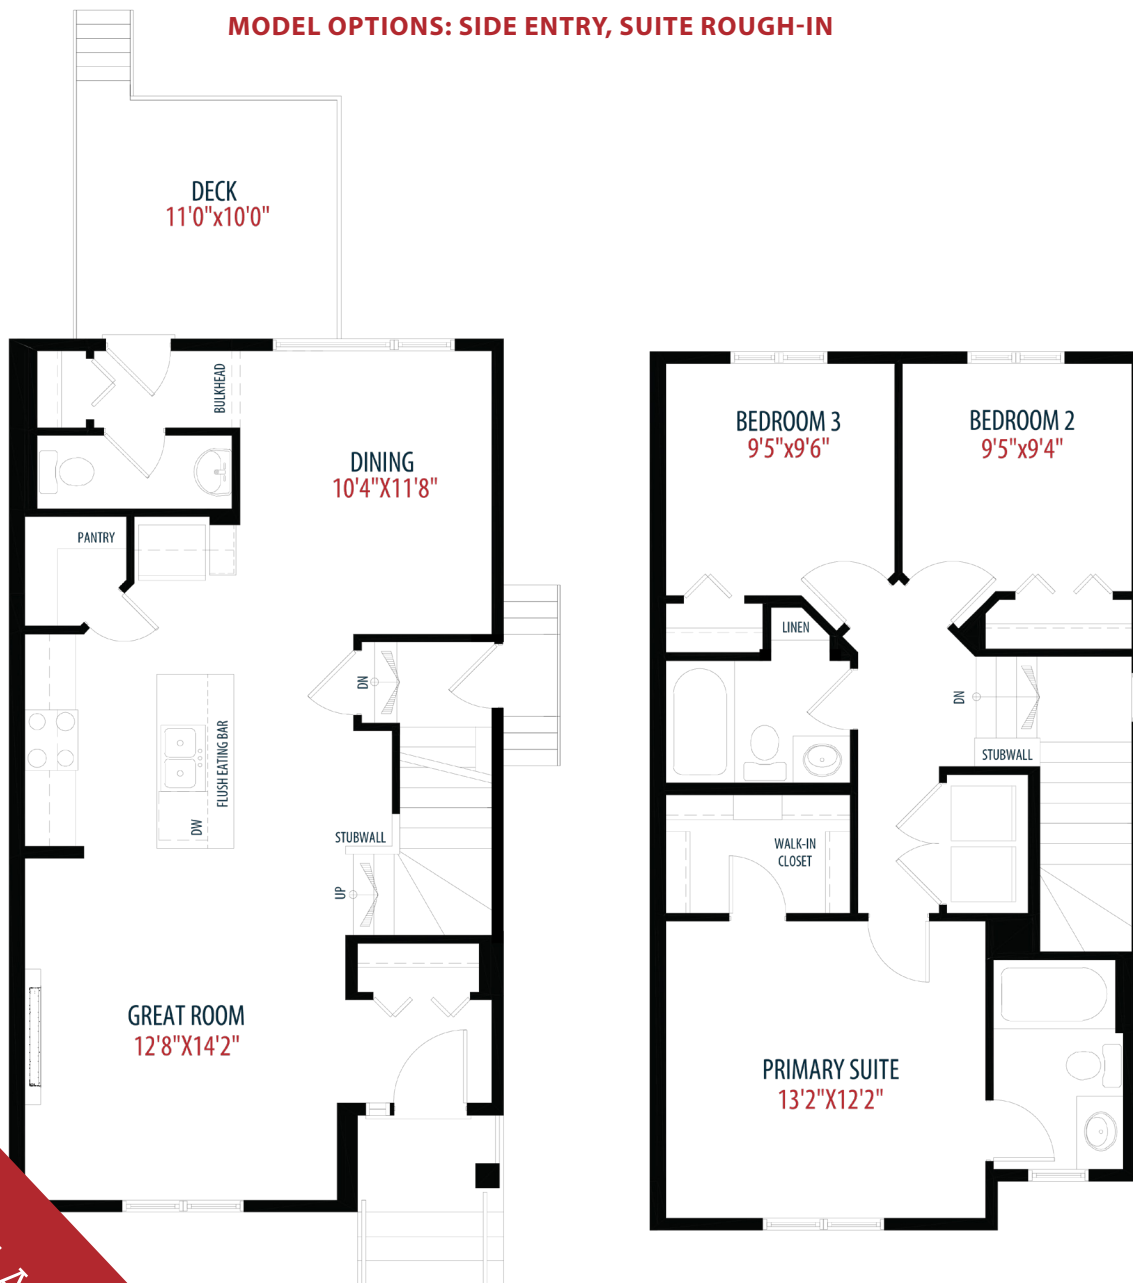 MODEL OPTIONS: SIDE ENTRY, SUITE ROUGH-IN
DECK
11'0"x10'0"
BULKHEAD
DINING
10'4"X11'8"
PANTRY
DN
FLUSH EATING BAR
DW
STUBWALL
UP
GREAT ROOM
12'8"X14'2"
BEDROOM 3
9'5"x9'6"
BEDROOM 2
9'5"x9'4"
LINEN
DN
STUBWALL
WALK-IN
CLOSET
PRIMARY SUITE
13'2"X12'2"